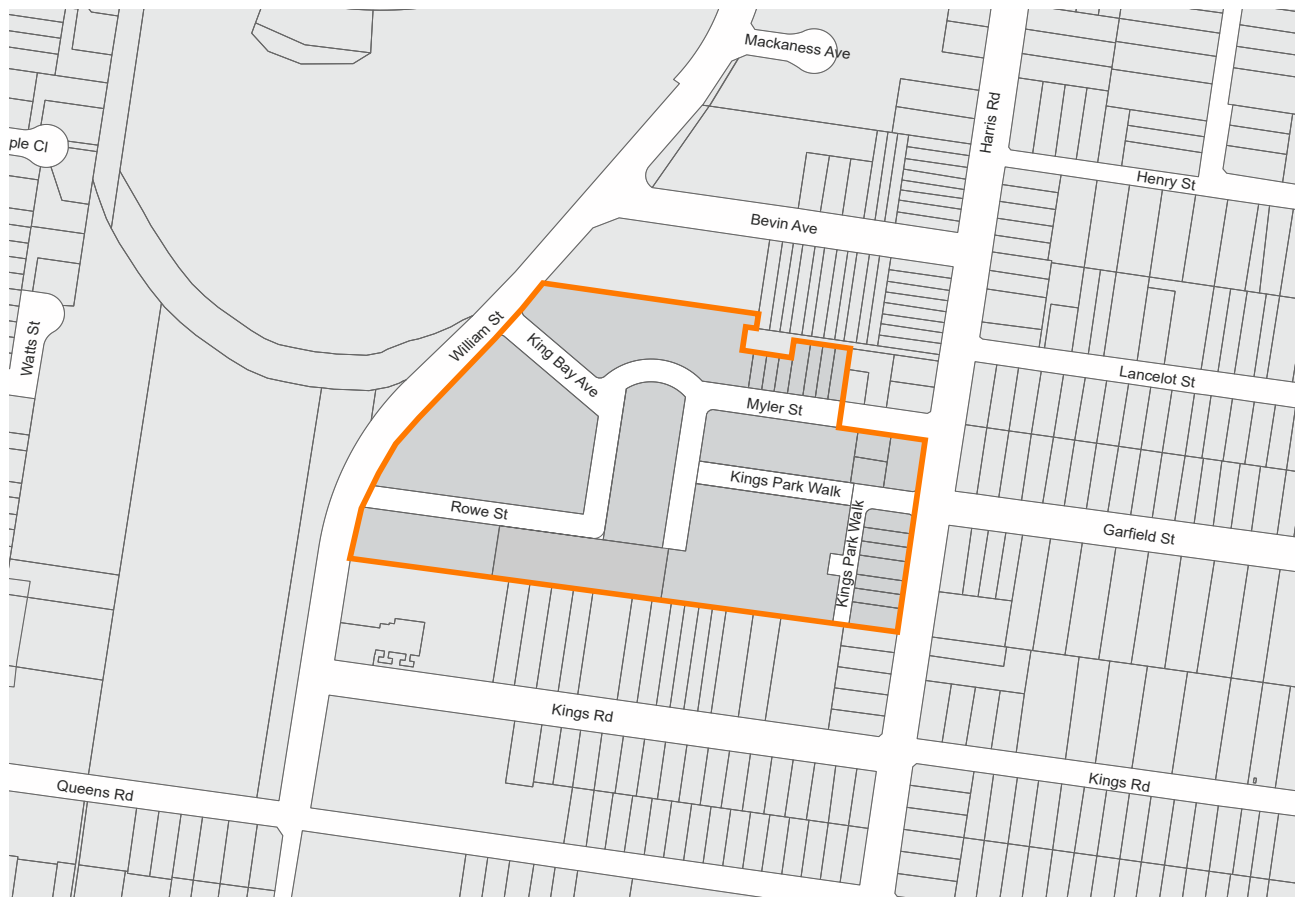 Mackaness Ave
Harris Rd
ple Cl
Henry St
Bevin Ave
William St
Watts St
King Bay Ave
Lancelot St
Myler St
Kings Park Walk
Rowe St
Garfield St
Kings Park Walk
Kings Rd
Kings Rd
Queens Rd